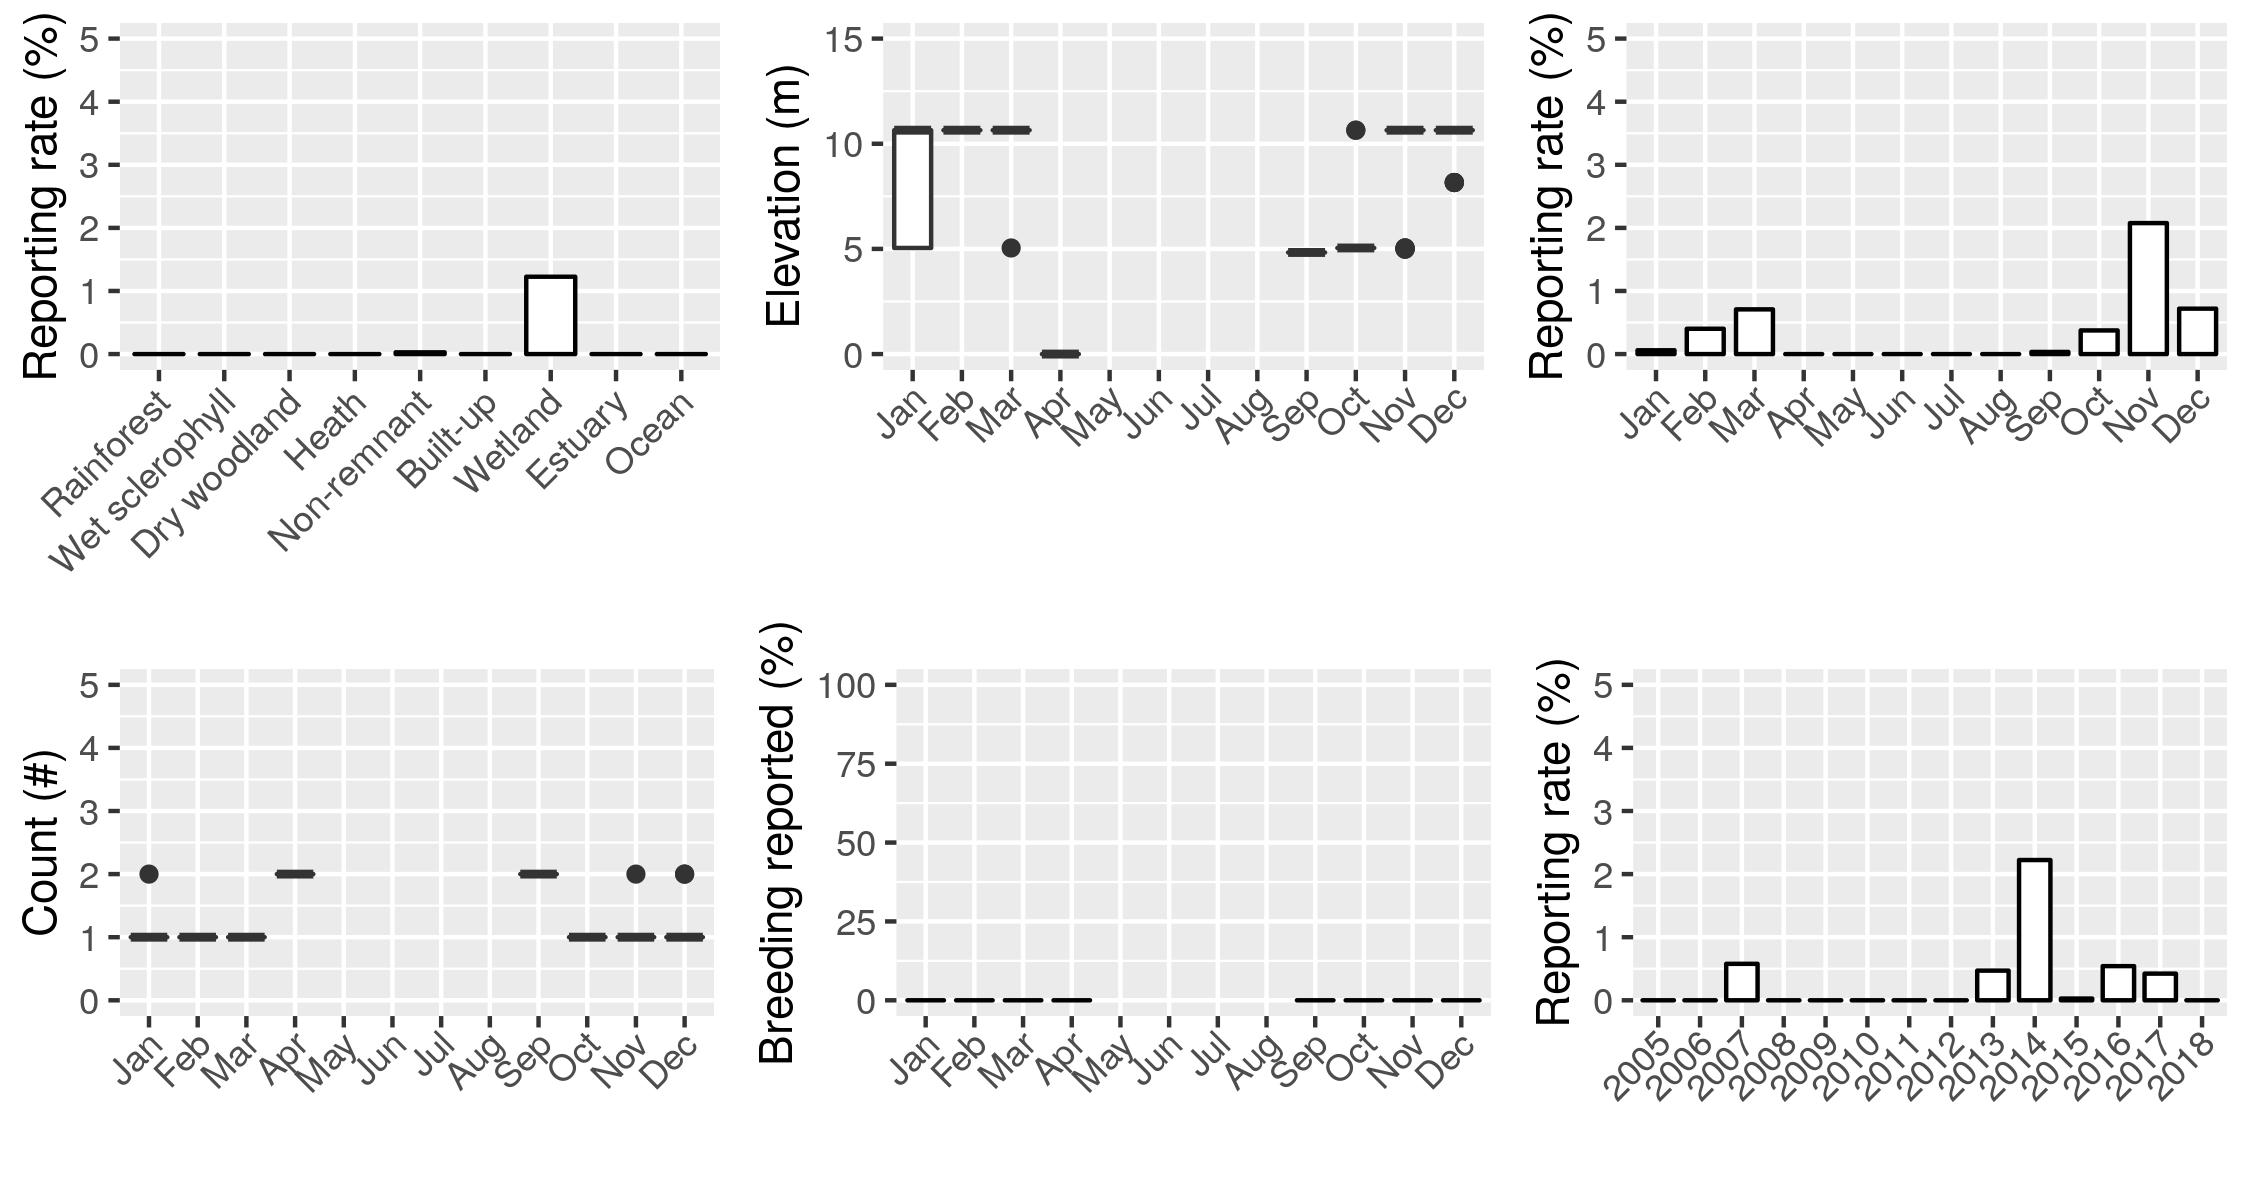 Reporting rate (%)
5
4
3
2
1
0
Rainforest
Wet sclerophyll
Dry woodland
Heath
Non-remnant
Built-up
Wetland
Estuary
Ocean
Elevation (m)
15
10
5
0
Jan
Feb
Mar
Apr
May
Jun
Jul
Aug
Sep
Oct
Nov
Dec
Reporting rate (%)
5
4
3
2
1
0
Jan
Feb
Mar
Apr
May
Jun
Jul
Aug
Sep
Oct
Nov
Dec
Count (#)
5
4
3
2
1
0
Jan
Feb
Mar
Apr
May
Jun
Jul
Aug
Sep
Oct
Nov
Dec
Breeding reported (%)
100
75
50
25
0
Jan
Feb
Mar
Apr
May
Jun
Jul
Aug
Sep
Oct
Nov
Dec
Reporting rate (%)
5
4
3
2
1
0
2005
2006
2007
2008
2009
2010
2011
2012
2013
2014
2015
2016
2017
2018